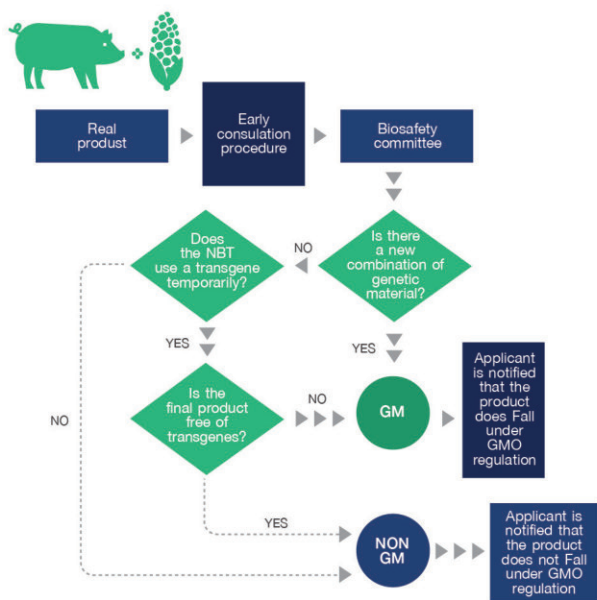 Real
produst
Early
consulation
procedure
Biosafety
committee
Does
the NBT
use a transgene
temporarily?
NO
Is there
a new
combination of
genetic
material?
YES
YES
Is the
final product
free of
transgenes?
NO
GM
Applicant
is notified
that the
product
does Fall
under
GMO
regulation
NO
YES
NON
GM
Applicant is
notified that
the product
does not Fall
under GMO
regulation